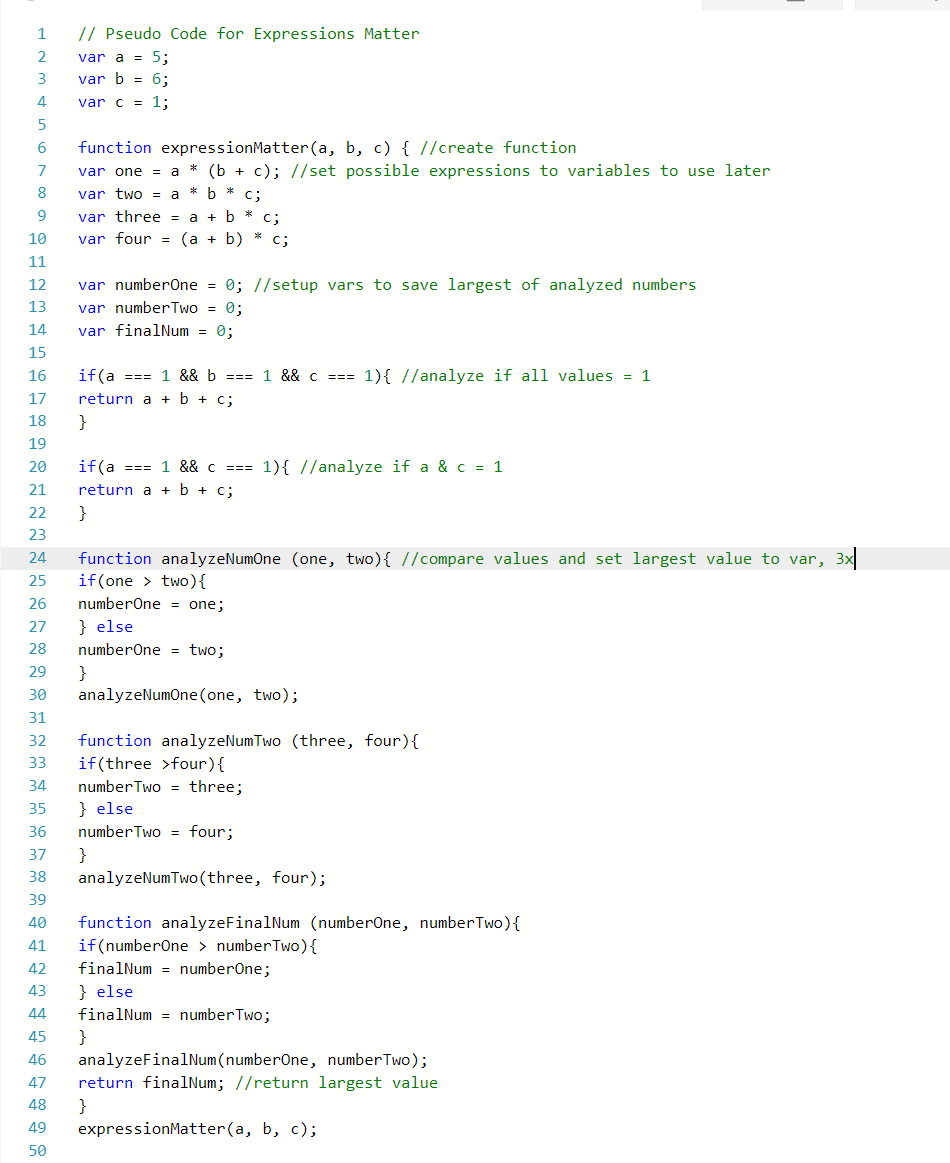 1 // Pseudo Code for Expressions Matter
2 var a = 5;
3 var b = 6;
4 var c = 1;
5
6 function expressionMatter(a, b, c) { //create function
7 var one = a * (b + c); //set possible expressions to variables to use later
8 var two = a * b * c;
9 var three = a + b * c;
10 var four = (a + b) * c;
11
12 var numberOne = 0; //setup vars to save largest of analyzed numbers
13 var numberTwo = 0;
14 var finalNum = 0;
15
16 if(a === 1 && b === 1 && c === 1){ //analyze if all values = 1
17 return a + b + c;
18 }
19
20 if(a === 1 && c === 1){ //analyze if a & c = 1
21 return a + b + c;
22 }
23
24 function analyzeNumOne (one, two){ //compare values and set largest value to var, 3x
25 if(one > two){
26 numberOne = one;
27 } else
28 numberOne = two;
29 }
30 analyzeNumOne(one, two);
31
32 function analyzeNumTwo (three, four){
33 if(three >four){
34 numberTwo = three;
35 } else
36 numberTwo = four;
37 }
38 analyzeNumTwo(three, four);
39
40 function analyzeFinalNum (numberOne, numberTwo){
41 if(numberOne > numberTwo){
42 finalNum = numberOne;
43 } else
44 finalNum = numberTwo;
45 }
46 analyzeFinalNum(numberOne, numberTwo);
47 return finalNum; //return largest value
48 }
49 expressionMatter(a, b, c);
50